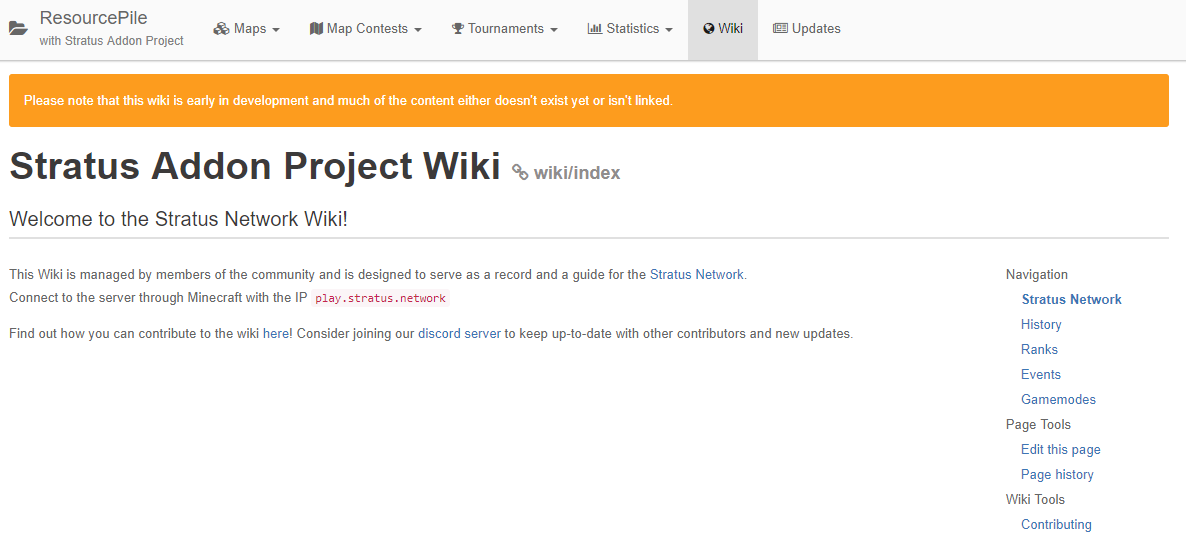 ResourcePile
with Stratus Addon Project
Maps
Map Contests
Tournaments
Statistics
Wiki
Updates
Please note that this wiki is early in development and much of the content either doesn't exist yet or isn't linked.
Stratus Addon Project Wiki wiki/index
Welcome to the Stratus Network Wiki!
This Wiki is managed by members of the community and is designed to serve as a record and a guide for the Stratus Network.
Connect to the server through Minecraft with the IP play.stratus.network
Find out how you can contribute to the wiki here! Consider joining our discord server to keep up-to-date with other contributors and new updates.
Navigation
Stratus Network
History
Ranks
Events
Gamemodes
Page Tools
Edit this page
Page history
Wiki Tools
Contributing